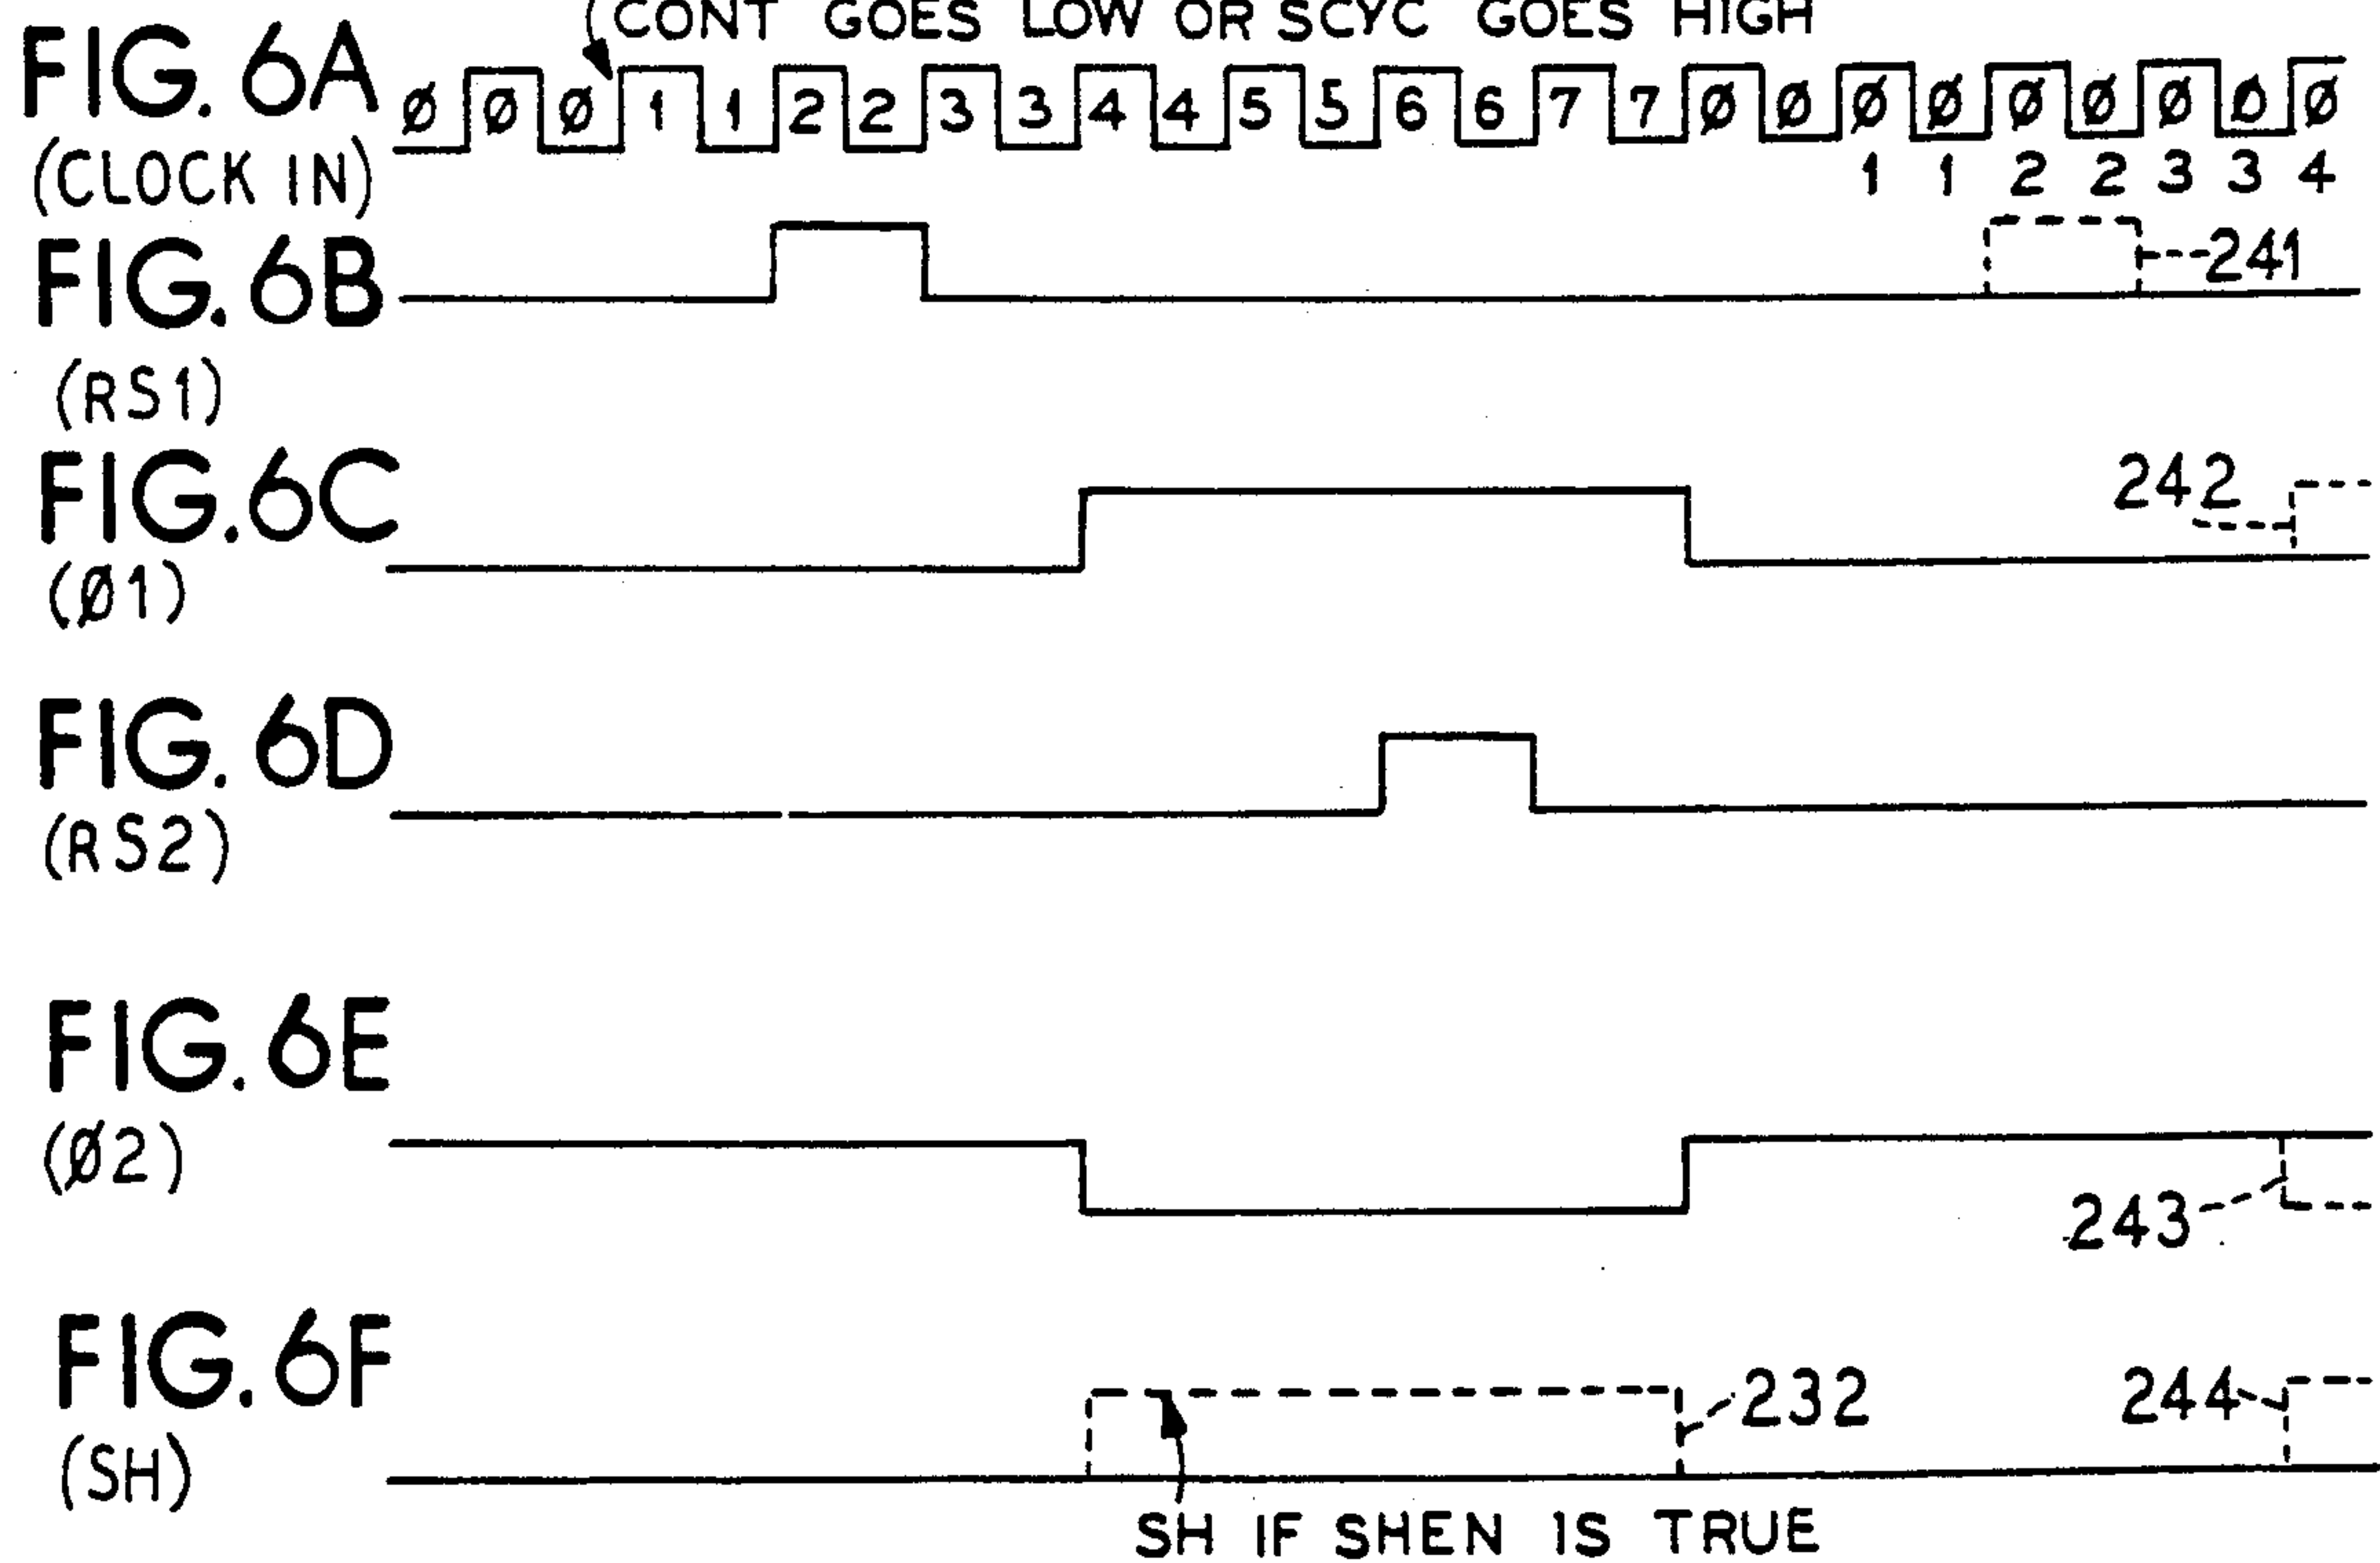 CONT GOES LOW OR SCYC GOES HIGH
FIG. 6A
Ø Ø Ø 1 1 2 2 3 3 4 4 5 5 6 6 7 7 Ø Ø Ø Ø Ø Ø Ø 0 Ø
(CLOCK IN)
1 1 2 2 3 3 4
FIG. 6B
241
(RS1)
FIG. 6C
242
(Ø1)
FIG. 6D
(RS2)
FIG. 6E
(Ø2)
243
FIG. 6F
232
244
(SH)
SH IF SHEN IS TRUE